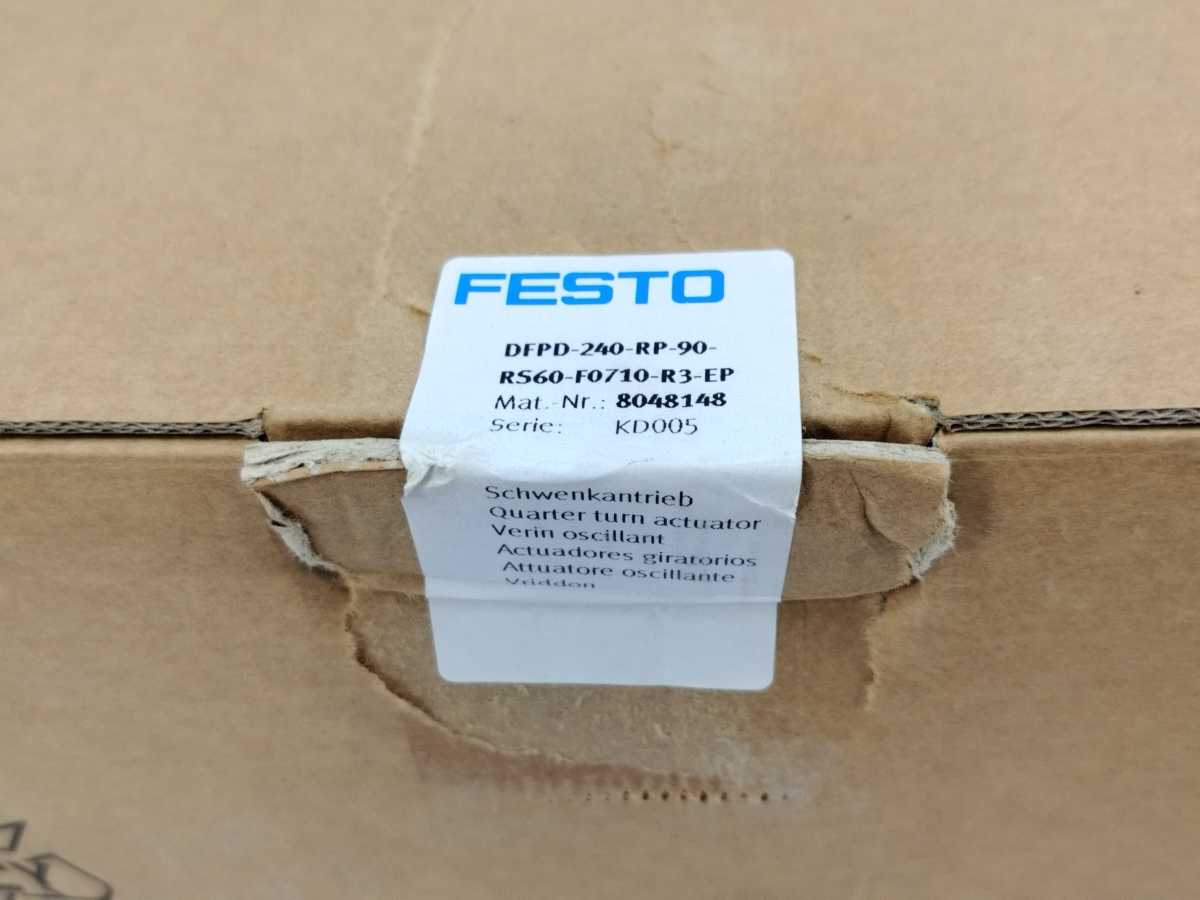 FESTO
DFPD-240-RP-90-
RS60-F0710-R3-EP
Mat.-Nr.: 8048148
Serie: KD005
Schwenkantrieb
Quarter turn actuator
Verin oscillant
Actuadores giratorios
Attuatore oscillante
Vriddon